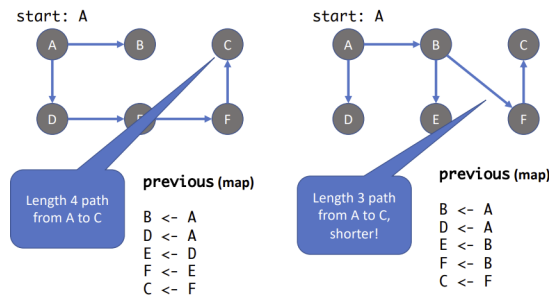 start: A
A
B
C
D
F
Length 4 path
from A to C
previous (map)
B <- A
D <- A
E <- D
F <- E
C <- F
start: A
A
B
C
D
E
F
Length 3 path
from A to C,
shorter!
previous (map)
B <- A
D <- A
E <- B
F <- B
C <- F